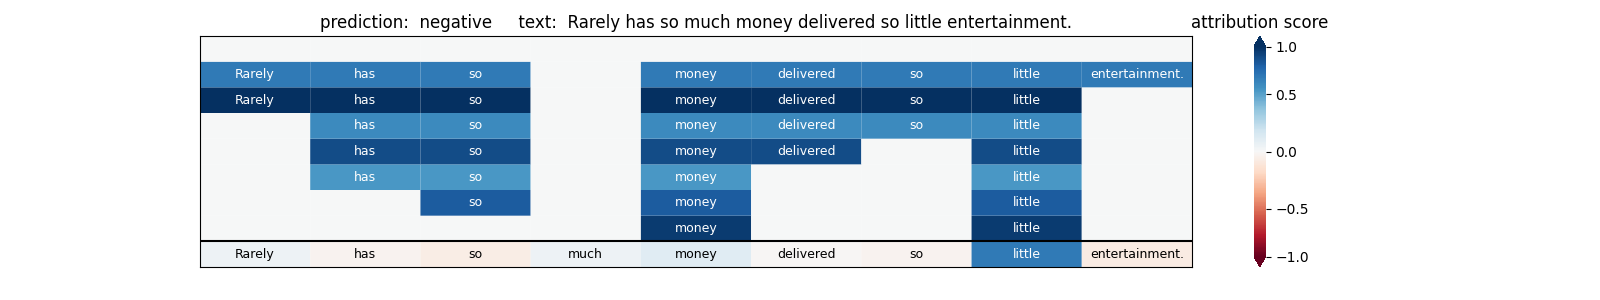 prediction: negative text: Rarely has so much money delivered so little entertainment. attribution score
Rarely has so money delivered so little entertainment.
Rarely has so money delivered so little
has so money delivered so little
has so money delivered little
has so money little
so money little
money little
Rarely has so much money delivered so little entertainment.
1.0
0.5
0.0
−0.5
−1.0